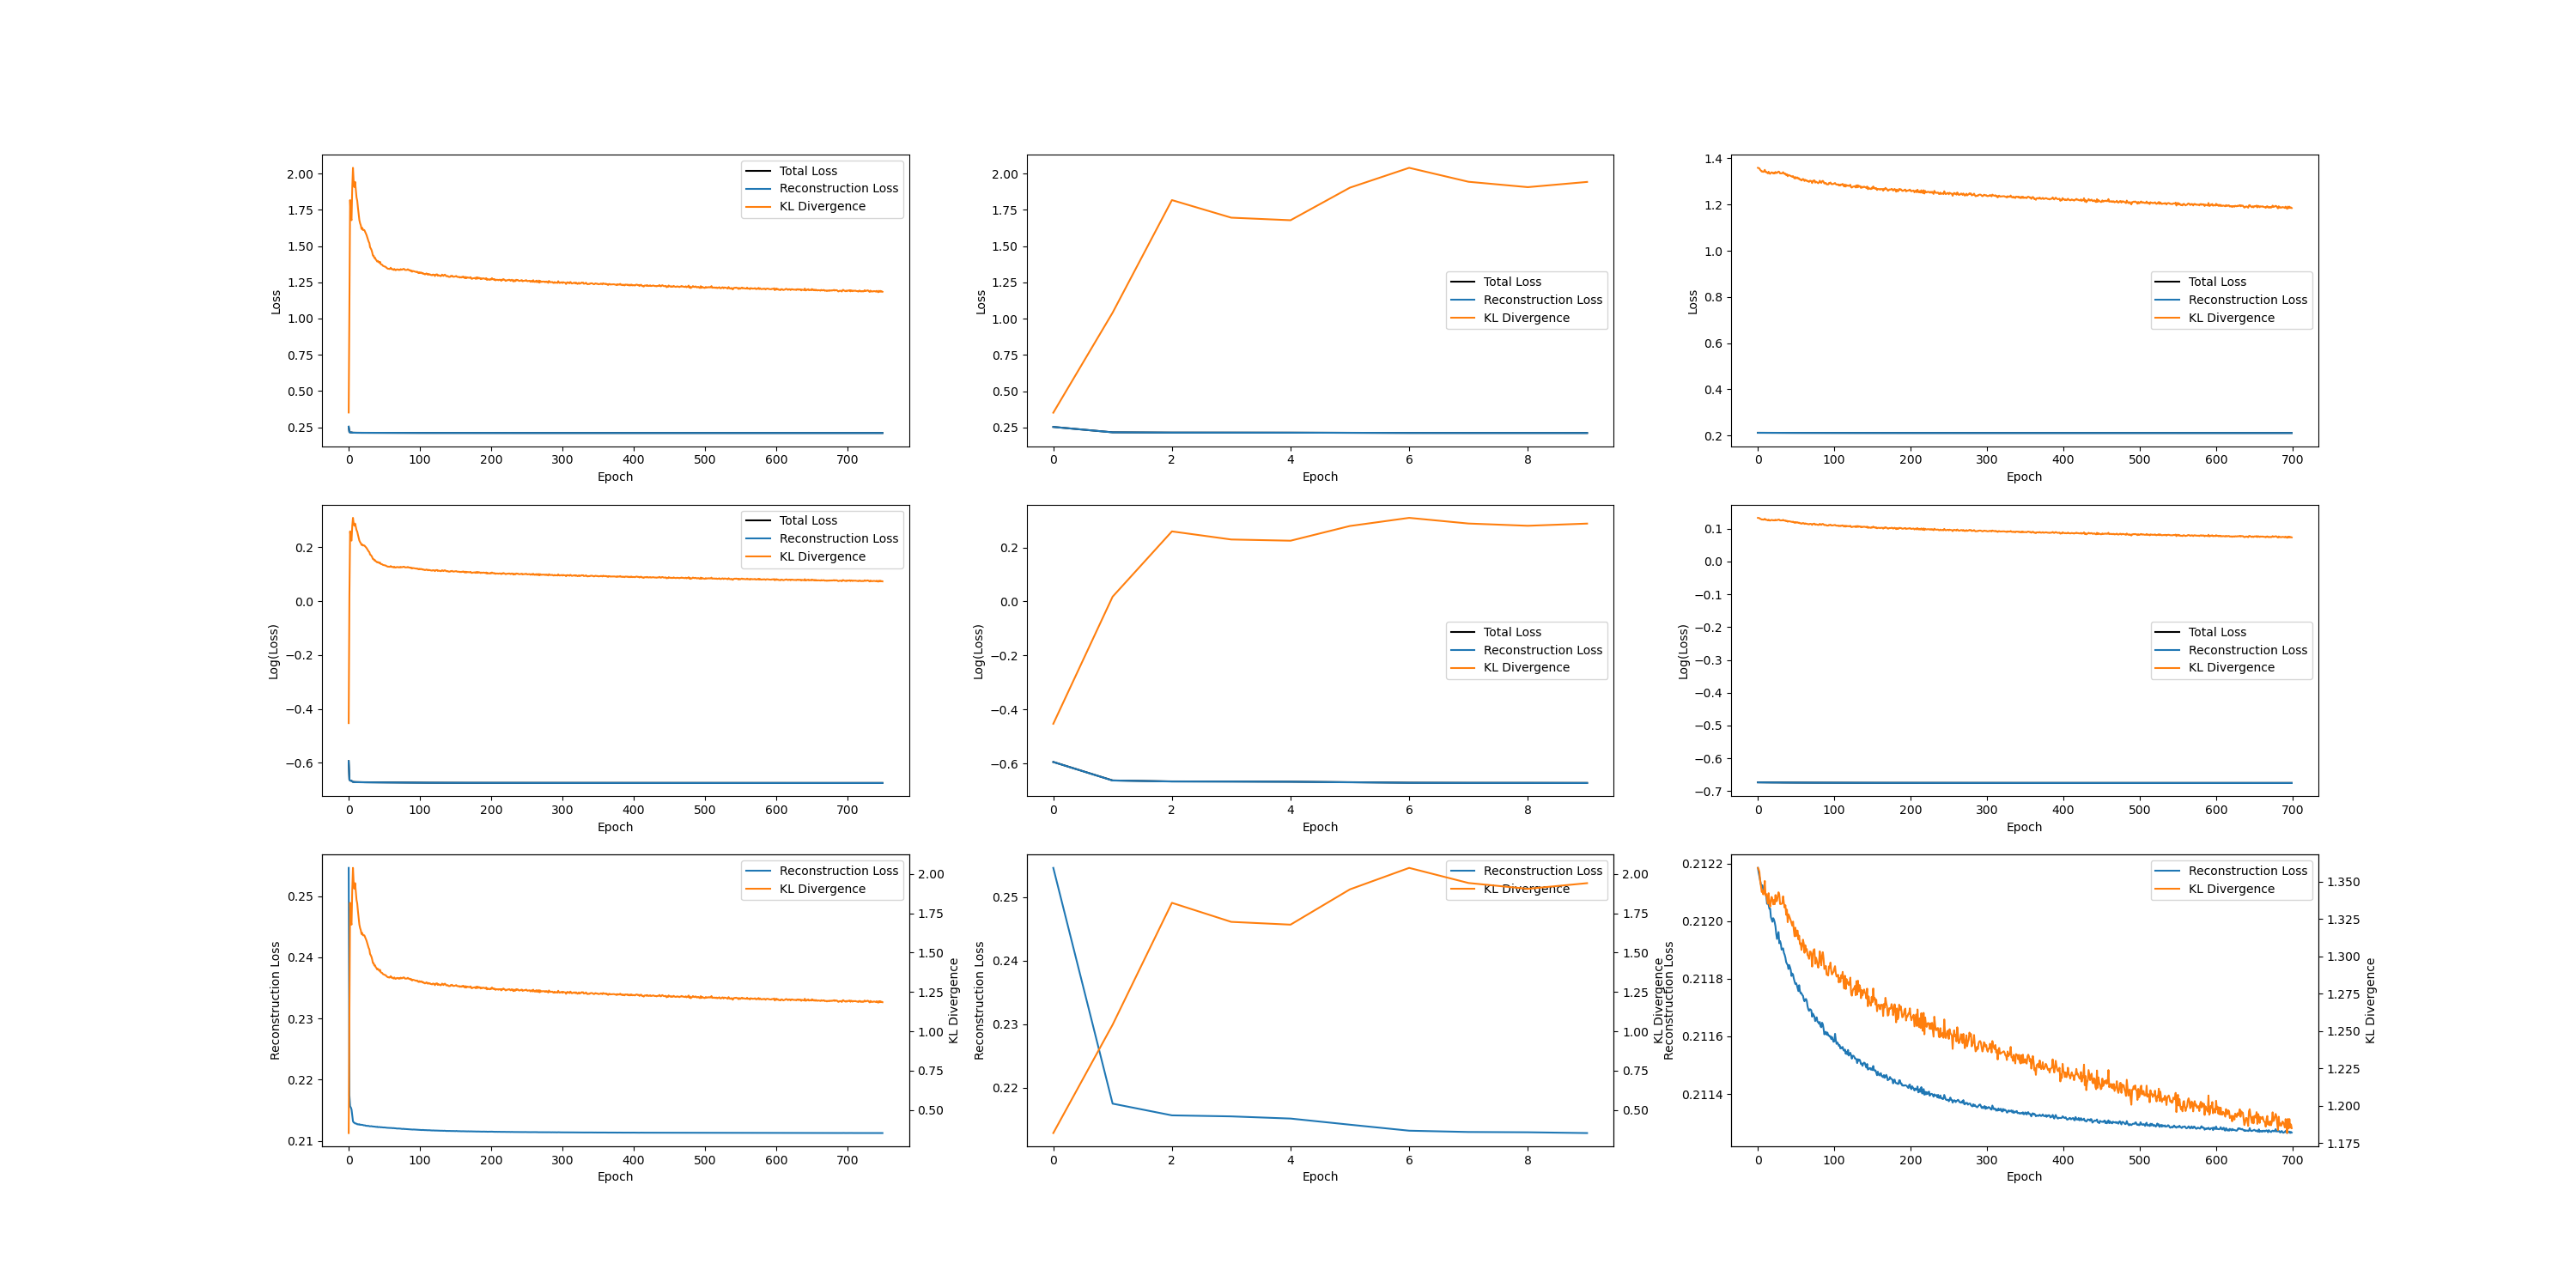 2.00
1.75
1.50
1.25
1.00
0.75
0.50
0.25
Loss
Total Loss
Reconstruction Loss
KL Divergence
0 100 200 300 400 500 600 700
Epoch
2.00
1.75
1.50
1.25
1.00
0.75
0.50
0.25
Loss
Total Loss
Reconstruction Loss
KL Divergence
0 2 4 6 8
Epoch
1.4
1.2
1.0
0.8
0.6
0.4
0.2
Loss
Total Loss
Reconstruction Loss
KL Divergence
0 100 200 300 400 500 600 700
Epoch
0.2
0.0
−0.2
−0.4
−0.6
Log(Loss)
Total Loss
Reconstruction Loss
KL Divergence
0 100 200 300 400 500 600 700
Epoch
0.2
0.0
−0.2
−0.4
−0.6
Log(Loss)
Total Loss
Reconstruction Loss
KL Divergence
0 2 4 6 8
Epoch
0.1
0.0
−0.1
−0.2
−0.3
−0.4
−0.5
−0.6
−0.7
Log(Loss)
Total Loss
Reconstruction Loss
KL Divergence
0 100 200 300 400 500 600 700
Epoch
0.25
0.24
0.23
0.22
0.21
Reconstruction Loss
Reconstruction Loss
KL Divergence
2.00
1.75
1.50
1.25
1.00
0.75
0.50
KL Divergence
0 100 200 300 400 500 600 700
Epoch
0.25
0.24
0.23
0.22
Reconstruction Loss
Reconstruction Loss
KL Divergence
2.00
1.75
1.50
1.25
1.00
0.75
0.50
KL Divergence
0 2 4 6 8
Epoch
0.2122
0.2120
0.2118
0.2116
0.2114
Reconstruction Loss
Reconstruction Loss
KL Divergence
1.350
1.325
1.300
1.275
1.250
1.225
1.200
1.175
KL Divergence
0 100 200 300 400 500 600 700
Epoch